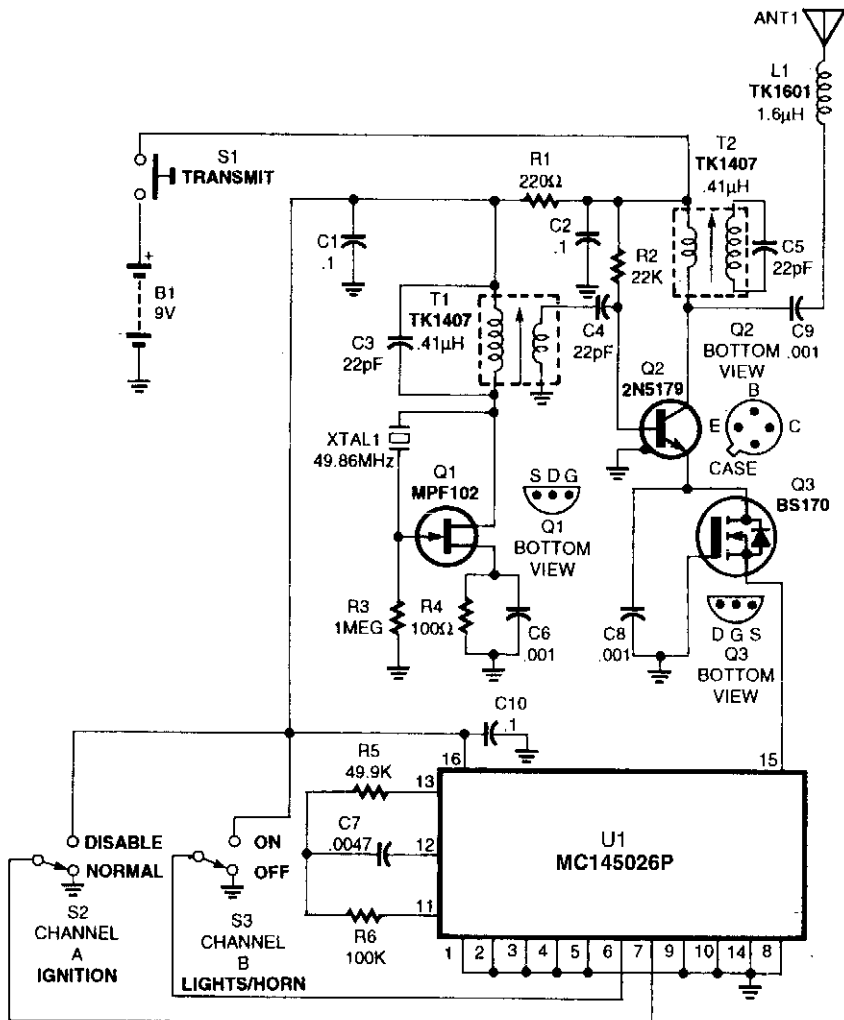 ANT1
L1
TK1601
1.6µH
S1
TRANSMIT
R1
220Ω
T2
TK1407
.41µH
C1
.1
C2
.1
R2
22K
C5
22pF
+
B1
9V
T1
TK1407
.41µH
C3
22pF
C4
22pF
C9
.001
Q2
2N5179
Q2
BOTTOM
VIEW
B
E
C
CASE
XTAL1
49.86MHz
Q1
MPF102
S D G
Q1
BOTTOM
VIEW
Q3
BS170
R3
1MEG
R4
100Ω
C6
.001
C8
.001
D G S
Q3
BOTTOM
VIEW
C10
.1
16
15
R5
49.9K
13
C7
.0047
12
R6
100K
11
U1
MC145026P
DISABLE
NORMAL
ON
OFF
S2
CHANNEL
A
IGNITION
S3
CHANNEL
B
LIGHTS/HORN
1 2 3 4 5 6 7 9 10 14 8